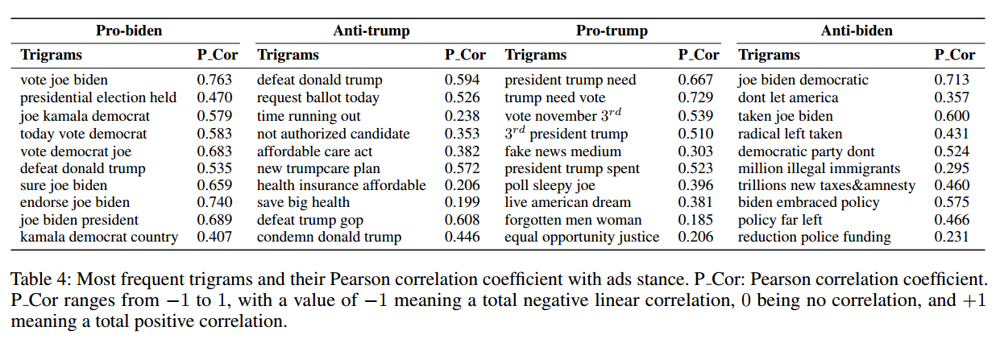 Pro-biden Anti-trump Pro-trump Anti-biden
Trigrams P_Cor Trigrams P_Cor Trigrams P_Cor Trigrams P_Cor
vote joe biden 0.763 defeat donald trump 0.594 president trump need 0.667 joe biden democratic 0.713
presidential election held 0.470 request ballot today 0.526 trump need vote 0.729 dont let america 0.357
joe kamala democrat 0.579 time running out 0.238 vote november 3rd 0.539 taken joe biden 0.600
today vote democrat 0.583 not authorized candidate 0.353 3rd president trump 0.510 radical left taken 0.431
vote democrat joe 0.683 affordable care act 0.382 fake news medium 0.303 democratic party dont 0.524
defeat donald trump 0.535 new trumpcare plan 0.572 president trump spent 0.523 million illegal immigrants 0.295
sure joe biden 0.659 health insurance affordable 0.206 poll sleepy joe 0.396 trillions new taxes&amnesty 0.460
endorse joe biden 0.740 save big health 0.199 live american dream 0.381 biden embraced policy 0.575
joe biden president 0.689 defeat trump gop 0.608 forgotten men woman 0.185 policy far left 0.466
kamala democrat country 0.407 condemn donald trump 0.446 equal opportunity justice 0.206 reduction police funding 0.231
Table 4: Most frequent trigrams and their Pearson correlation coefficient with ads stance. P_Cor: Pearson correlation coefficient.
P_Cor ranges from −1 to 1, with a value of −1 meaning a total negative linear correlation, 0 being no correlation, and +1
meaning a total positive correlation.